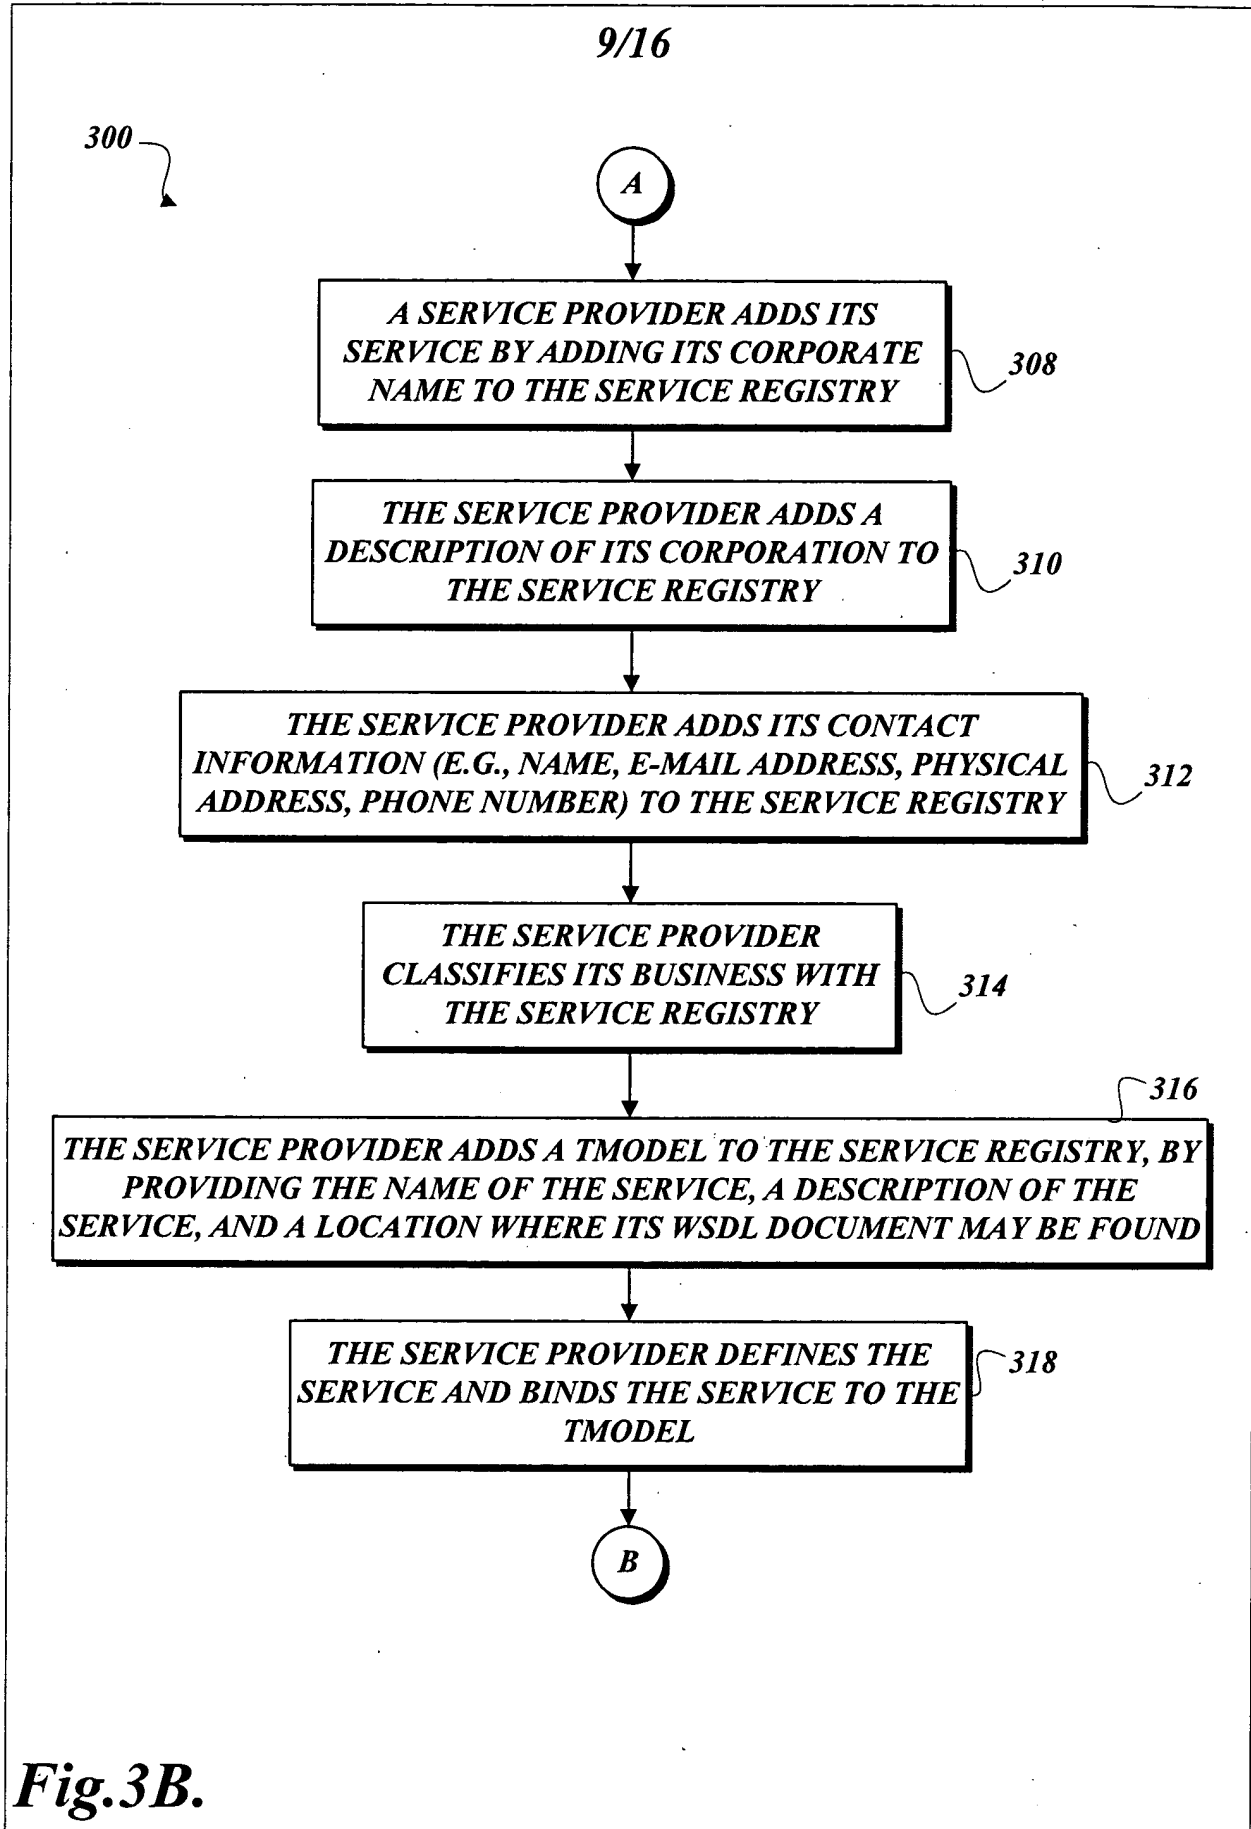 9/16
300
A
A SERVICE PROVIDER ADDS ITS
SERVICE BY ADDING ITS CORPORATE
NAME TO THE SERVICE REGISTRY
308
THE SERVICE PROVIDER ADDS A
DESCRIPTION OF ITS CORPORATION TO
THE SERVICE REGISTRY
310
THE SERVICE PROVIDER ADDS ITS CONTACT
INFORMATION (E.G., NAME, E-MAIL ADDRESS, PHYSICAL
ADDRESS, PHONE NUMBER) TO THE SERVICE REGISTRY
312
THE SERVICE PROVIDER
CLASSIFIES ITS BUSINESS WITH
THE SERVICE REGISTRY
314
316
THE SERVICE PROVIDER ADDS A TMODEL TO THE SERVICE REGISTRY, BY
PROVIDING THE NAME OF THE SERVICE, A DESCRIPTION OF THE
SERVICE, AND A LOCATION WHERE ITS WSDL DOCUMENT MAY BE FOUND
THE SERVICE PROVIDER DEFINES THE
SERVICE AND BINDS THE SERVICE TO THE
TMODEL
318
B
Fig.3B.